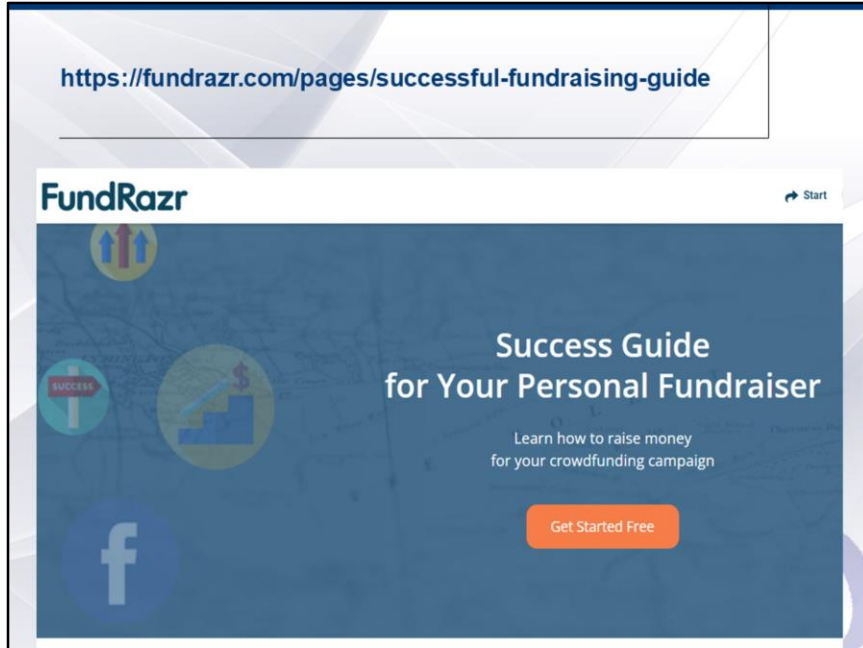 https://fundrazr.com/pages/successful-fundraising-guide
FundRazr
Start
SUCCESS
$
f
Success Guide
for Your Personal Fundraiser
Learn how to raise money
for your crowdfunding campaign
Get Started Free